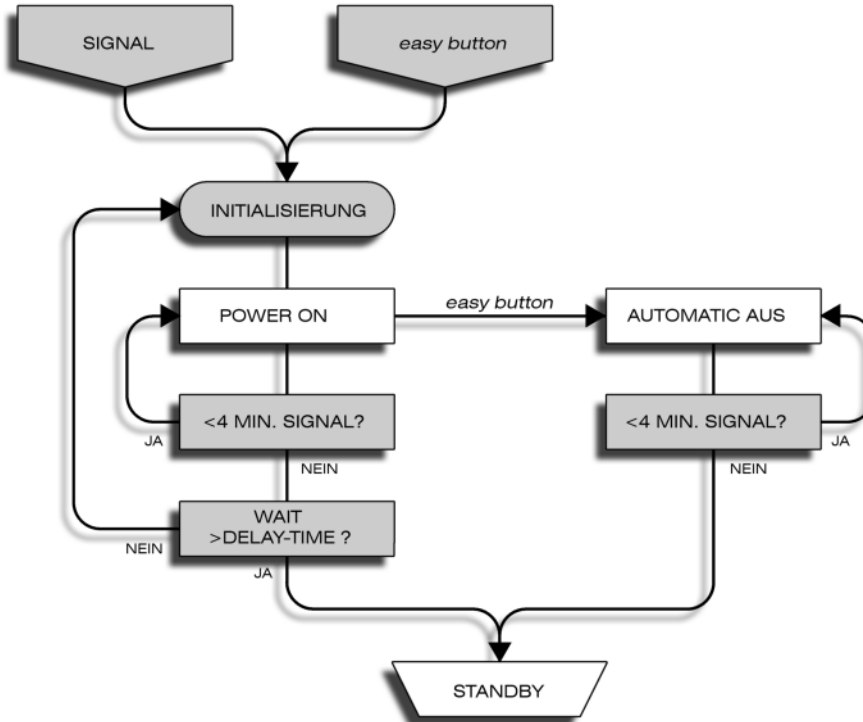 SIGNAL
easy button
INITIALISIERUNG
POWER ON
easy button
AUTOMATIC AUS
<4 MIN. SIGNAL?
JA
NEIN
<4 MIN. SIGNAL?
JA
NEIN
WAIT
>DELAY-TIME ?
NEIN
JA
STANDBY